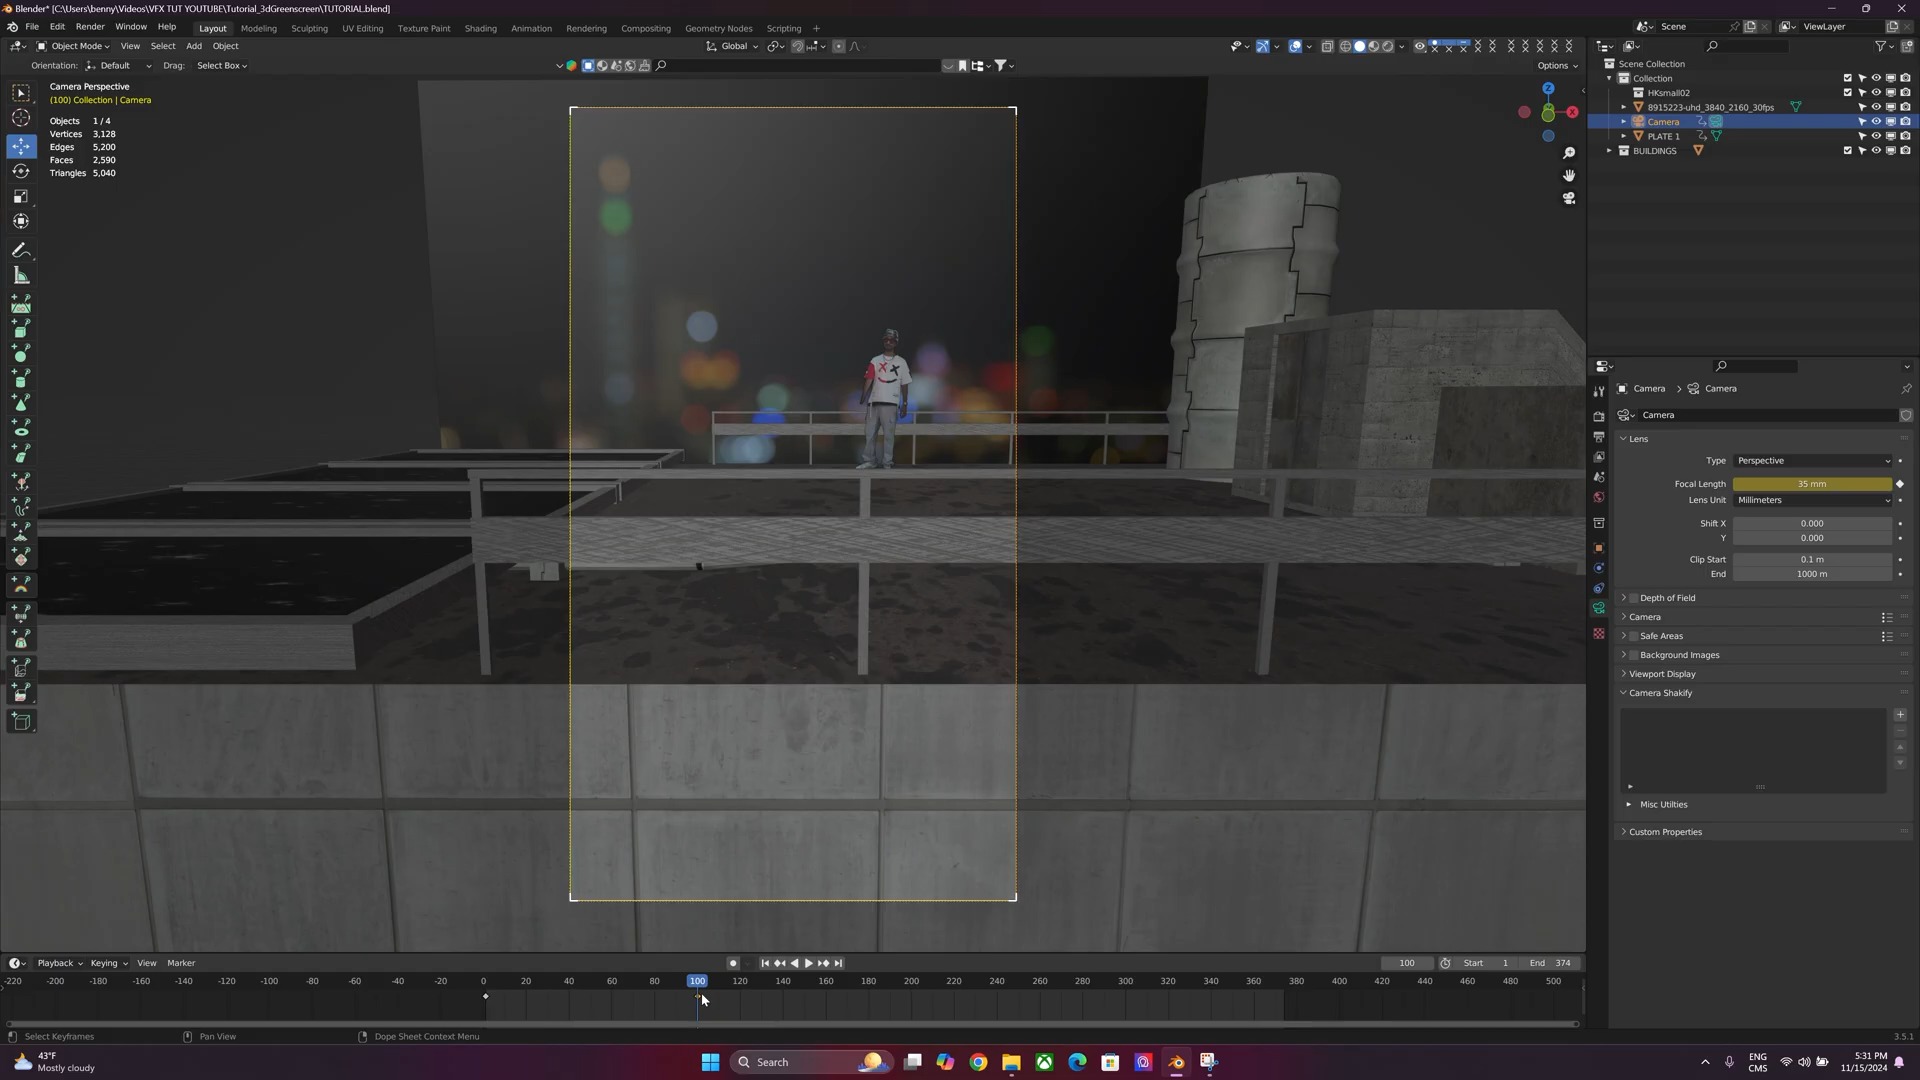 Blender* [C:\Users\benny\Videos\VFX TUT YOUTUBE\Tutorial_3dGreenscreen\TUTORIAL.blend]
File Edit Render Window Help Layout Modeling Sculpting UV Editing Texture Paint Shading Animation Rendering Compositing Geometry Nodes Scripting + Scene ViewLayer
Object Mode View Select Add Object Global
Orientation: Default Drag: Select Box Options
Camera Perspective
(100) Collection | Camera
Objects 1 / 4
Vertices 3,128
Edges 5,200
Faces 2,590
Triangles 5,040
Z
X
Scene Collection
Collection
HKsmall02
8915223-uhd_3840_2160_30fps
Camera
PLATE 1
BUILDINGS
Camera > Camera
Camera
Lens
Type Perspective
Focal Length 35 mm
Lens Unit Millimeters
Shift X 0.000
Y 0.000
Clip Start 0.1 m
End 1000 m
Depth of Field
Camera
Safe Areas
Background Images
Viewport Display
Camera Shakify
Misc Utilties
Custom Properties
Playback Keying View Marker 100 Start 1 End 374
-220 -200 -180 -160 -140 -120 -100 -80 -60 -40 -20 0 20 40 60 80 100 120 140 160 180 200 220 240 260 280 300 320 340 360 380 400 420 440 460 480 500
Select Keyframes Pan View Dope Sheet Context Menu 3.5.1
43°F
Mostly cloudy
Search
ENG
CMS
5:31 PM
11/15/2024